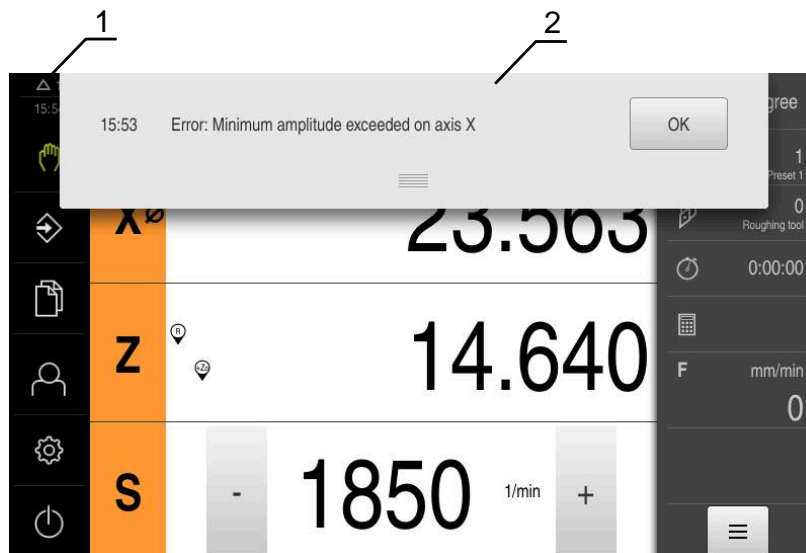 1
2
15:53 Error: Minimum amplitude exceeded on axis X OK
1
Preset 1
X 23.563
0
Roughing tool
0:00:00
Z R 14.640
F mm/min
0
S - 1850 1/min +